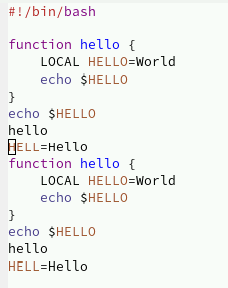 #!/bin/bash
function hello {
LOCAL HELLO=World
echo $HELLO
}
echo $HELLO
hello
HELL=Hello
function hello {
LOCAL HELLO=World
echo $HELLO
}
echo $HELLO
hello
HELL=Hello